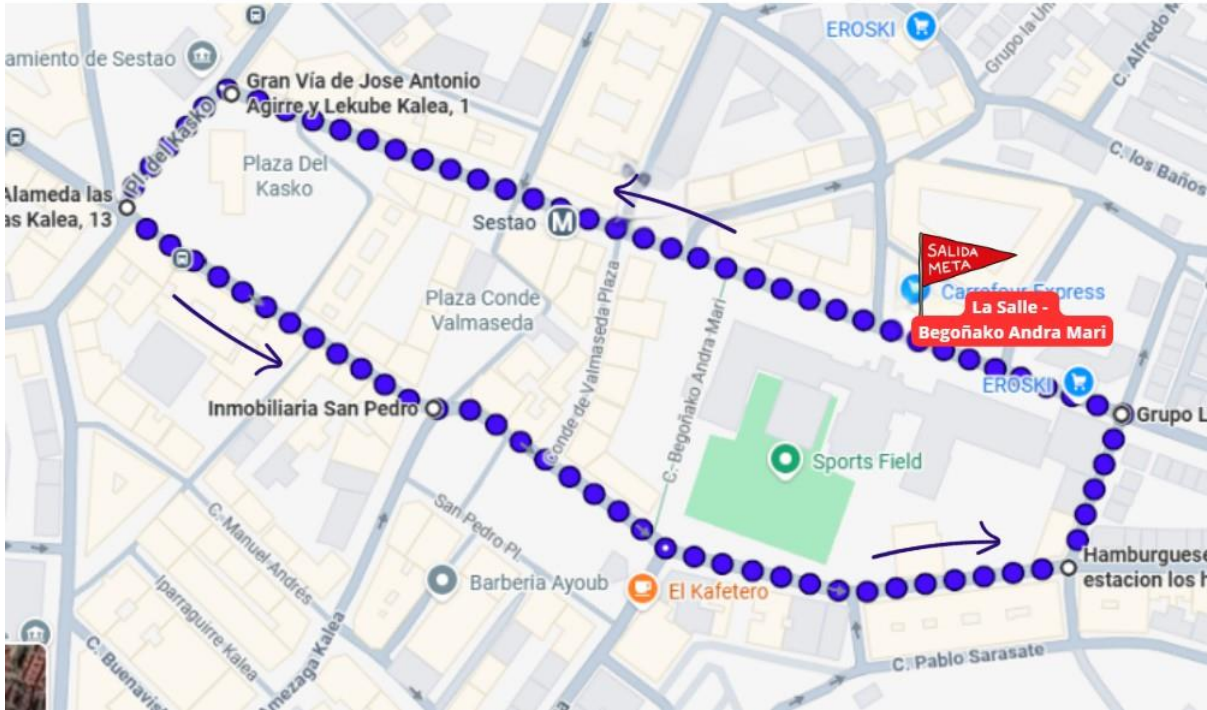 EROSKI
Grupo la Uni
C. Alfredo M
amiento de Sestao
Gran Vía de Jose Antonio
Agirre y Lekube Kalea, 1
Pl. del Kasko
Plaza Del
Kasko
C. los Baños
Alameda las
as Kalea, 13
Sestao
M
SALIDA
META
Carrefour Express
La Salle -
Begoñako Andra Mari
Plaza Conde
Valmaseda
Conde de Valmaseda Plaza
C. Begoñako Andra Mari
EROSKI
Inmobiliaria San Pedro
Grupo L
Sports Field
San Pedro Pl.
C. Manuel Andrés
Hamburguese
estacion los h
Barberia Ayoub
El Kafetero
Iparraguirre Kalea
C. Buenavis
Amezaga Kalea
C. Pablo Sarasate